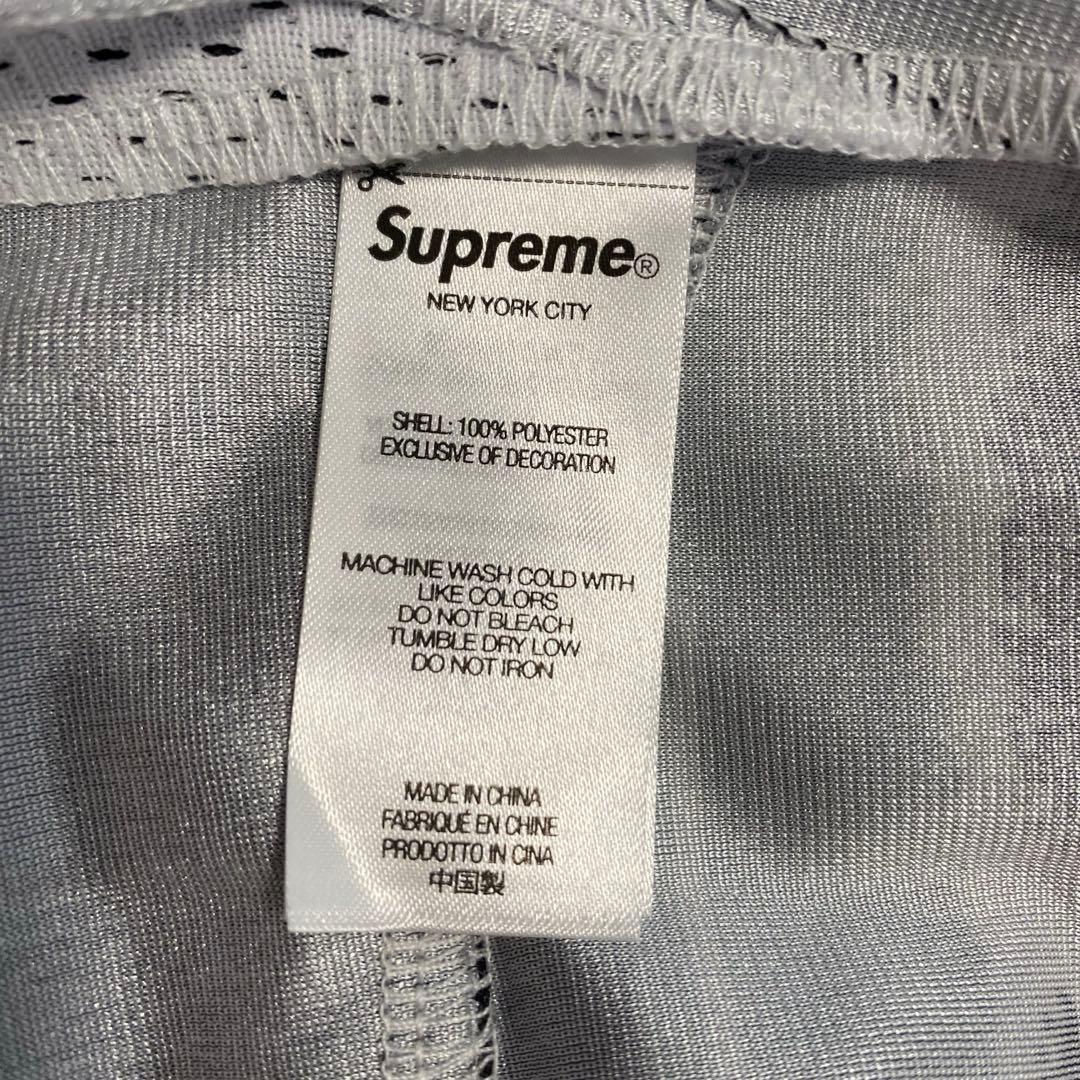 Supreme®
NEW YORK CITY
SHELL: 100% POLYESTER
EXCLUSIVE OF DECORATION
MACHINE WASH COLD WITH
LIKE COLORS
DO NOT BLEACH
TUMBLE DRY LOW
DO NOT IRON
MADE IN CHINA
FABRIQUÉ EN CHINE
PRODOTTO IN CINA
中国製